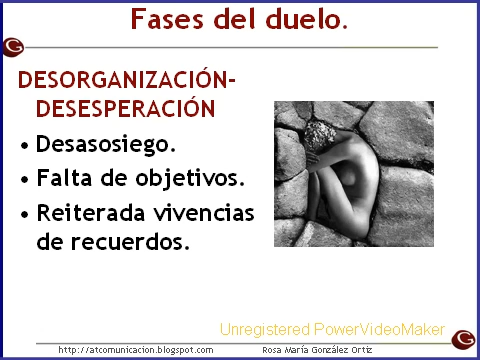 Fases del duelo.
DESORGANIZACIÓN-
DESESPERACIÓN
• Desasosiego.
• Falta de objetivos.
• Reiterada vivencias
de recuerdos.
Unregistered PowerVideoMaker
http://atcomunicacion.blogspot.com Rosa María González Ortiz